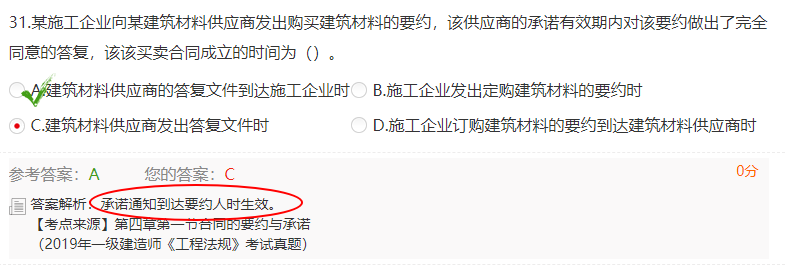 31.某施工企业向某建筑材料供应商发出购买建筑材料的要约，该供应商的承诺有效期内对该要约做出了完全
同意的答复，该该买卖合同成立的时间为（）。
A.建筑材料供应商的答复文件到达施工企业时 B.施工企业发出定购建筑材料的要约时
C.建筑材料供应商发出答复文件时 D.施工企业订购建筑材料的要约到达建筑材料供应商时
参考答案：A 您的答案：C 0分
答案解析：承诺通知到达要约人时生效。
【考点来源】第四章第一节合同的要约与承诺
（2019年一级建造师《工程法规》考试真题）